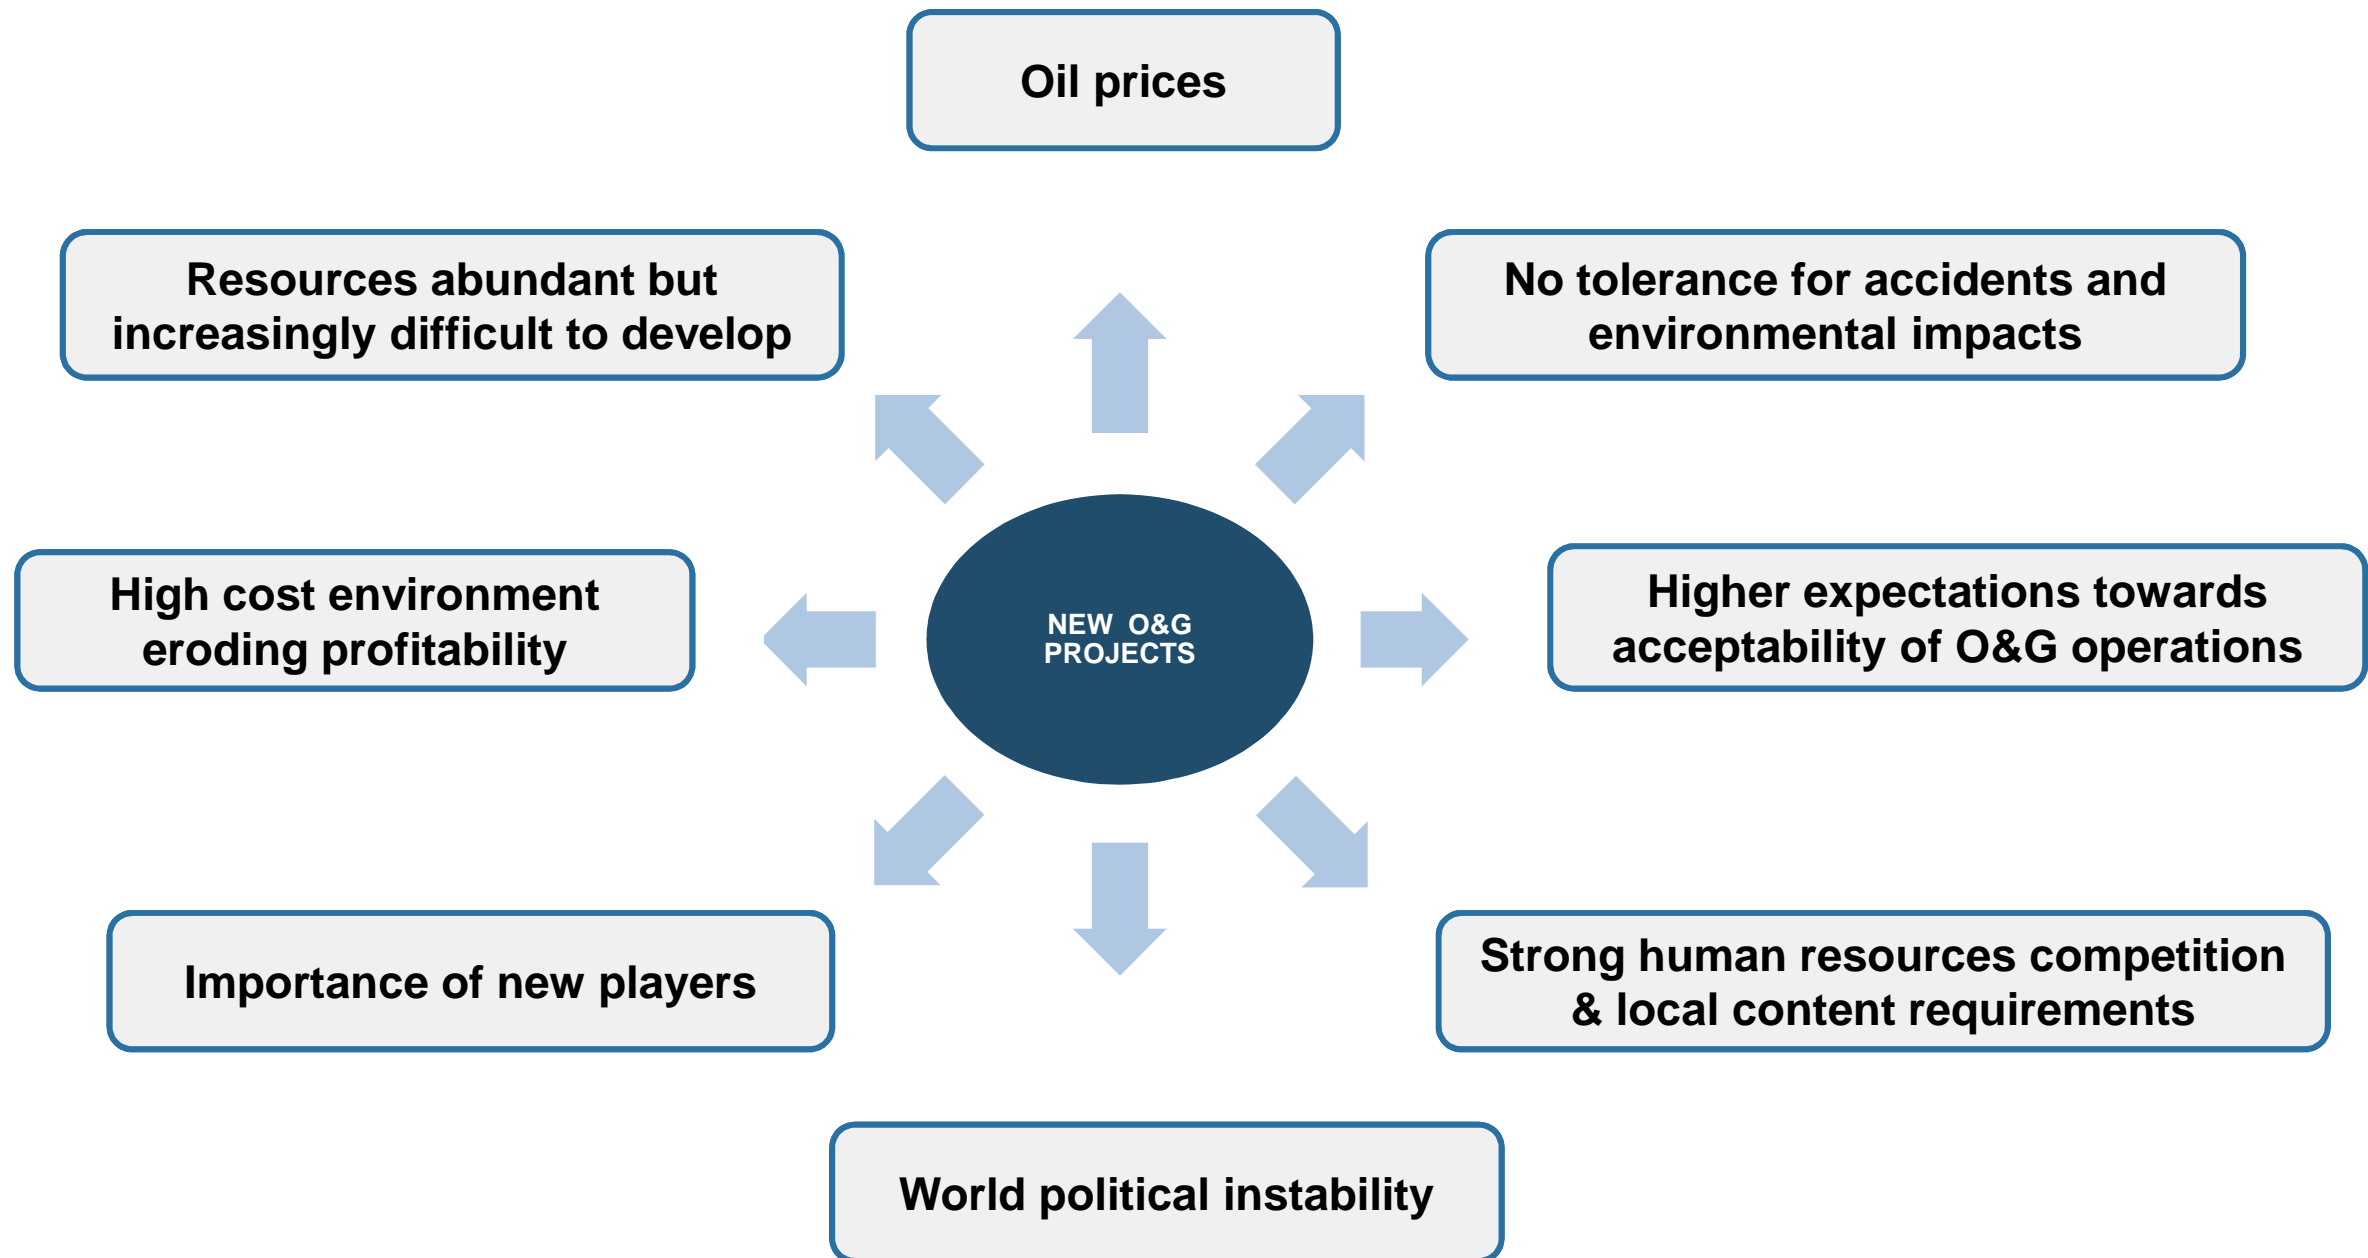 Oil prices
Resources abundant but
increasingly difficult to develop
No tolerance for accidents and
environmental impacts
High cost environment
eroding profitability
NEW O&G
PROJECTS
Higher expectations towards
acceptability of O&G operations
Importance of new players
Strong human resources competition
& local content requirements
World political instability